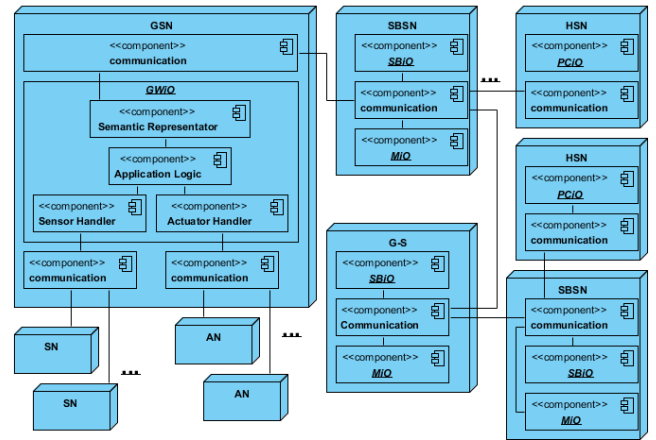 GSN
<<component>>
communication
GWiO
<<component>>
Semantic Representator
<<component>>
Application Logic
<<component>>
Sensor Handler
<<component>>
Actuator Handler
<<component>>
communication
<<component>>
communication
SN
SN
...
AN
AN
...
SBSN
<<component>>
SBiO
<<component>>
communication
<<component>>
MiO
...
HSN
<<component>>
PCiO
<<component>>
communication
HSN
<<component>>
PCiO
<<component>>
communication
G-S
<<component>>
SBiO
<<component>>
Communication
<<component>>
MiO
SBSN
<<component>>
communication
<<component>>
SBiO
<<component>>
MiO